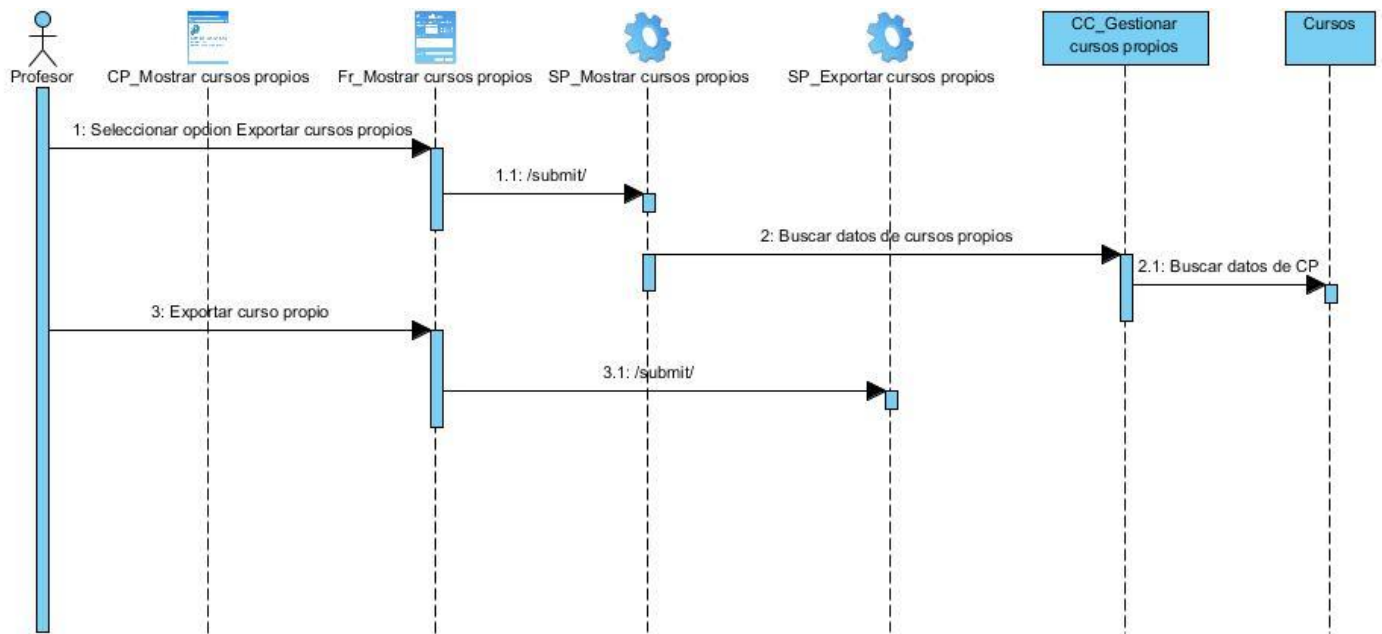 CC_Gestionar
cursos propios
Cursos
Profesor
CP_Mostrar cursos propios
Fr_Mostrar cursos propios
SP_Mostrar cursos propios
SP_Exportar cursos propios
1: Seleccionar opcion Exportar cursos propios
1.1: /submit/
2: Buscar datos de cursos propios
2.1: Buscar datos de CP
3: Exportar curso propio
3.1: /submit/